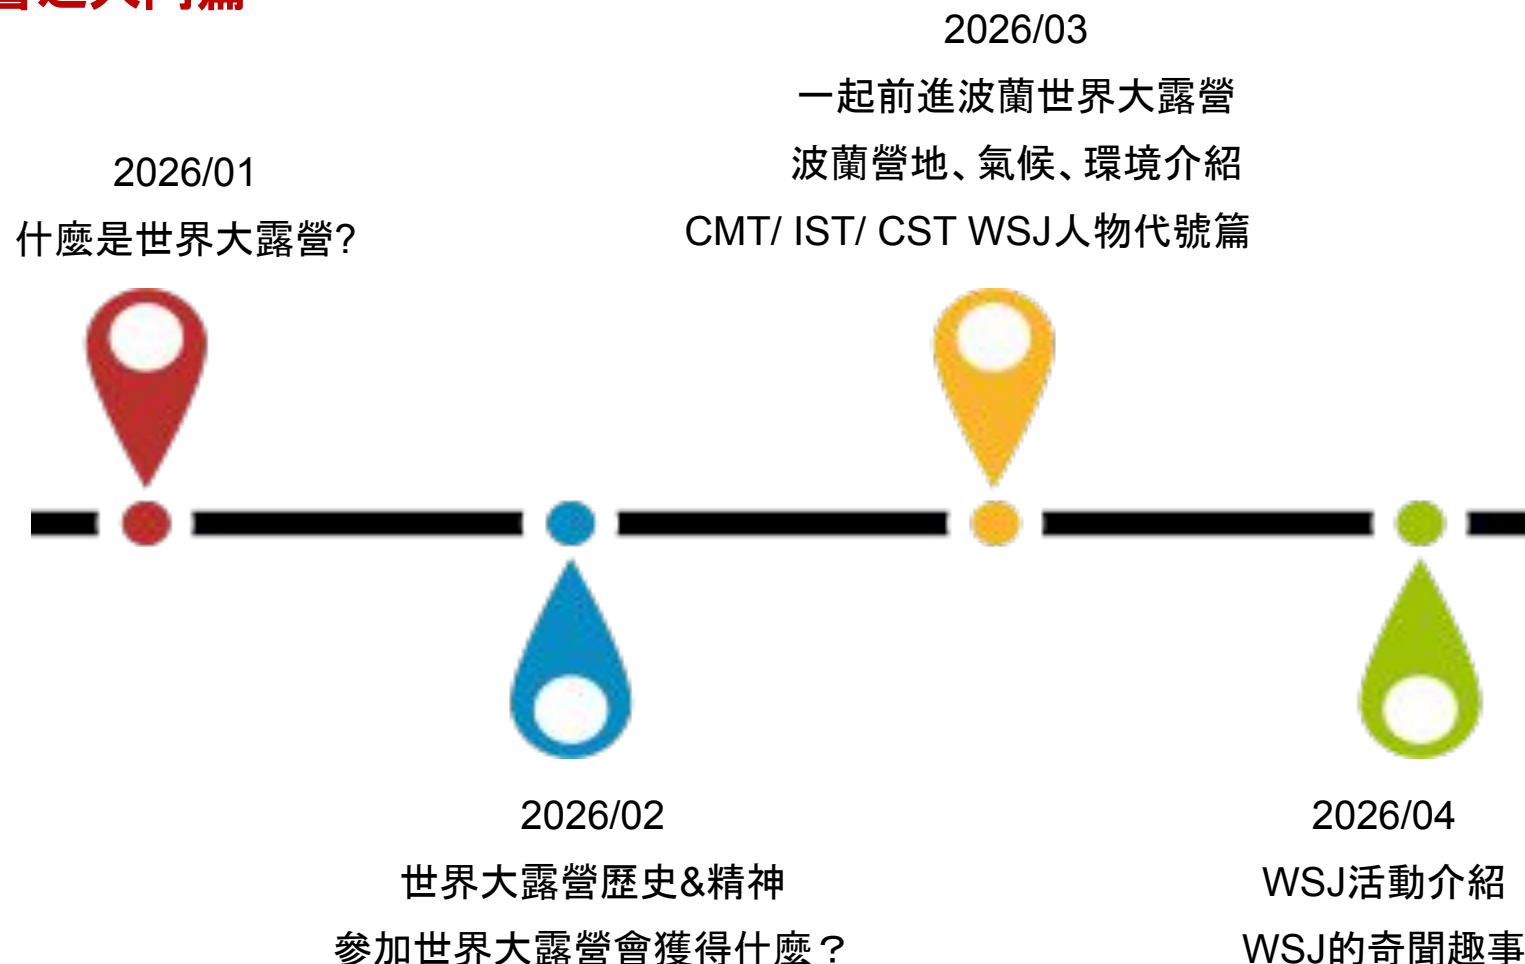 2026/01
什麼是世界大露營?
2026/03
一起前進波蘭世界大露營
波蘭營地、氣候、環境介紹
CMT/ IST/ CST WSJ人物代號篇
2026/02
世界大露營歷史&精神
參加世界大露營會獲得什麼？
2026/04
WSJ活動介紹
WSJ的奇聞趣事